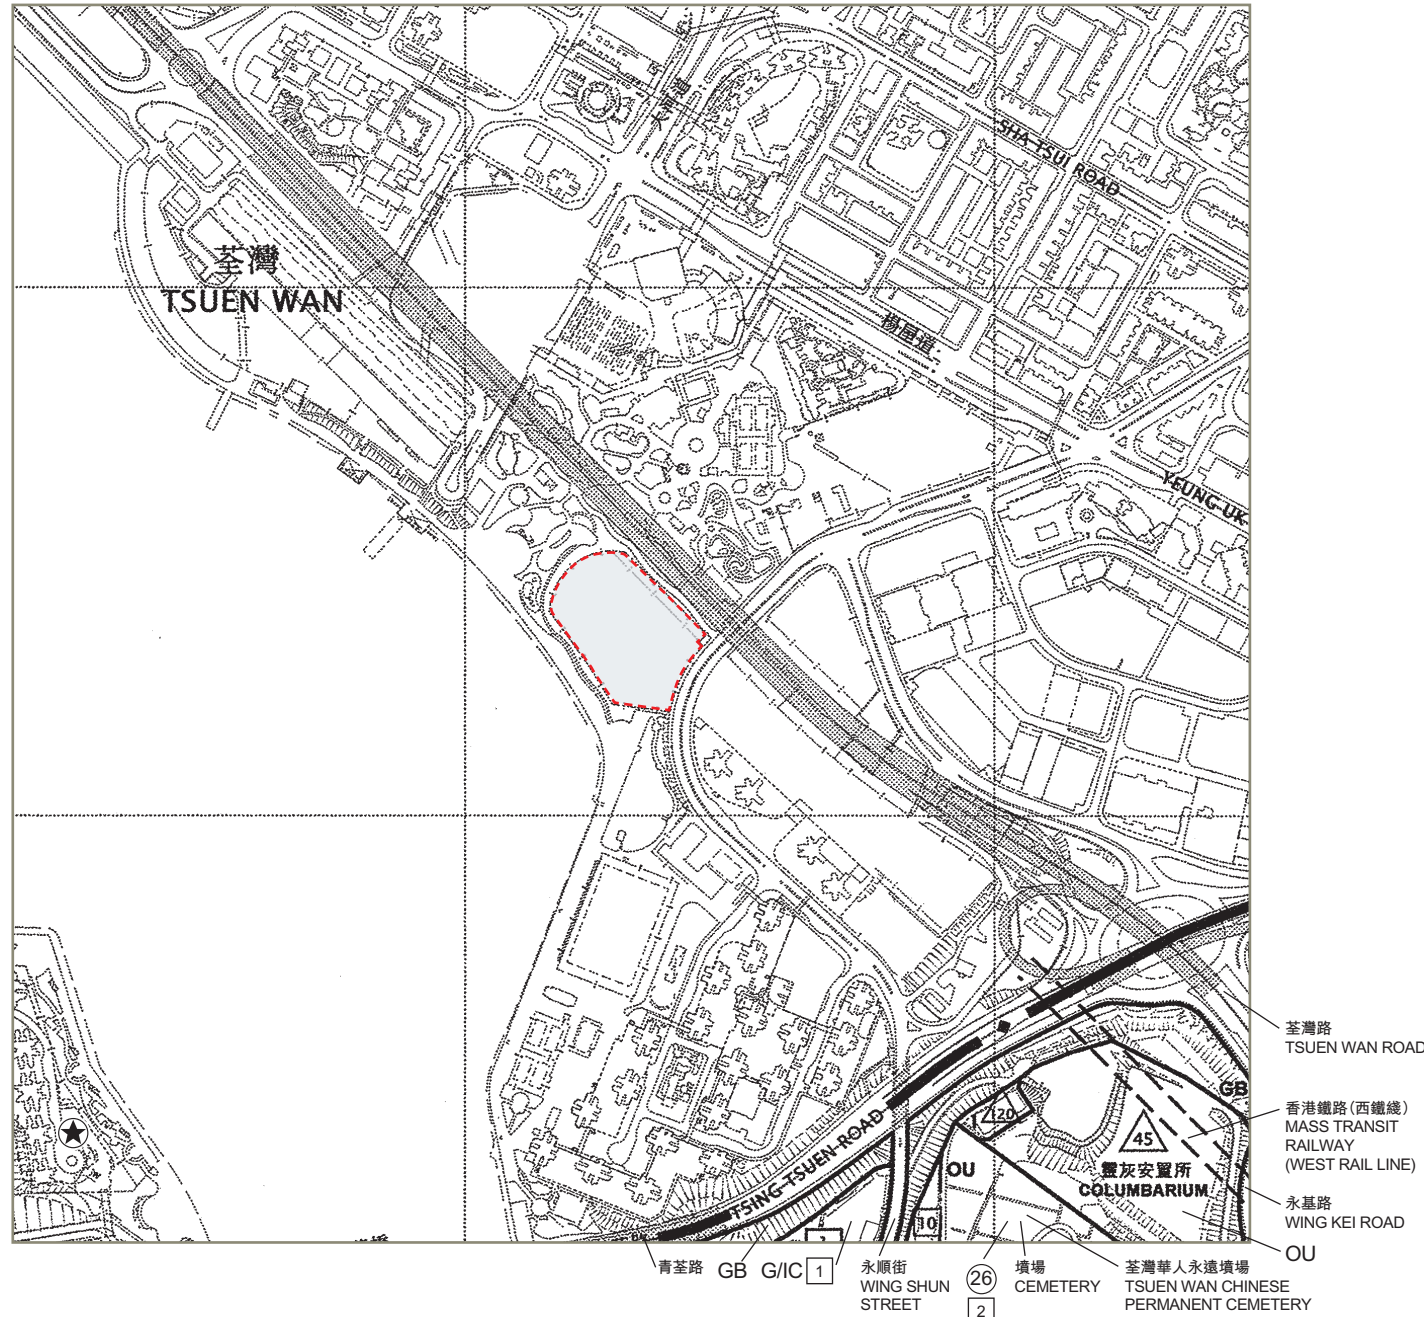 大河道
SHA TSUI ROAD
荃灣
TSUEN WAN
楊屋道
YEUNG UK
荃灣路
TSUEN WAN ROAD
GB
120
香港鐵路(西鐵綫)
MASS TRANSIT
RAILWAY
(WEST RAIL LINE)
45
靈灰安置所
COLUMBARIUM
OU
TSING TSUEN ROAD
永基路
WING KEI ROAD
10
OU
青荃路
GB
G/IC 1
永順街
WING SHUN
STREET
26
2
墳場
CEMETERY
荃灣華人永遠墳場
TSUEN WAN CHINESE
PERMANENT CEMETERY